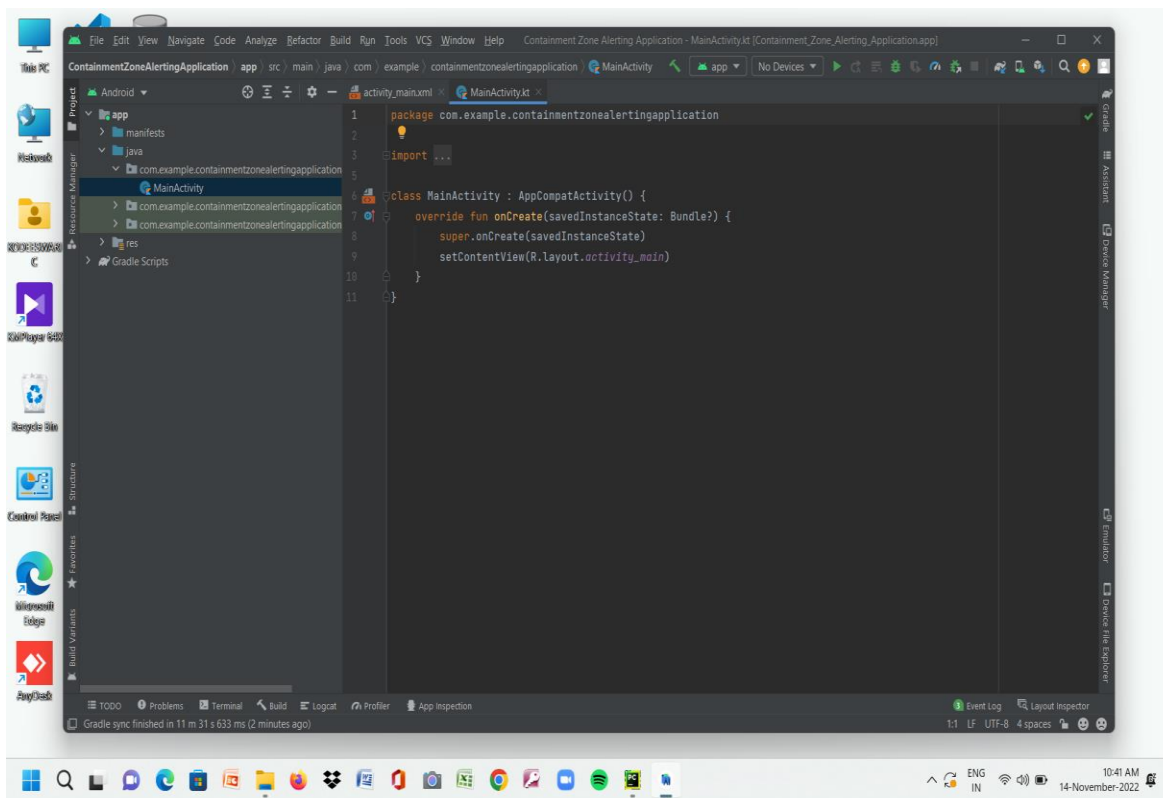 This PC
Network
KMPlayer 64X
Recycle Bin
Control Panel
Microsoft
Edge
AnyDesk
File Edit View Navigate Code Analyze Refactor Build Run Tools VCS Window Help Containment Zone Alerting Application - MainActivity.kt [Containment_Zone_Alerting_Application.app]
ContainmentZoneAlertingApplication app src main java com example containmentzonealertingapplication MainActivity app No Devices
Project
Resource Manager
Structure
Favorites
Build Variants
Android
app
manifests
java
com.example.containmentzonealertingapplication
MainActivity
com.example.containmentzonealertingapplication
com.example.containmentzonealertingapplication
res
Gradle Scripts
activity_main.xml MainActivity.kt
1 package com.example.containmentzonealertingapplication
2
3 import ...
5
6 class MainActivity : AppCompatActivity() {
7 override fun onCreate(savedInstanceState: Bundle?) {
8 super.onCreate(savedInstanceState)
9 setContentView(R.layout.activity_main)
10 }
11 }
Gradle
Assistant
Device Manager
Emulator
Device File Explorer
TODO Problems Terminal Build Logcat Profiler App Inspection 3 Event Log Layout Inspector
Gradle sync finished in 11 m 31 s 633 ms (2 minutes ago) 1:1 LF UTF-8 4 spaces
ENG
IN
10:41 AM
14-November-2022